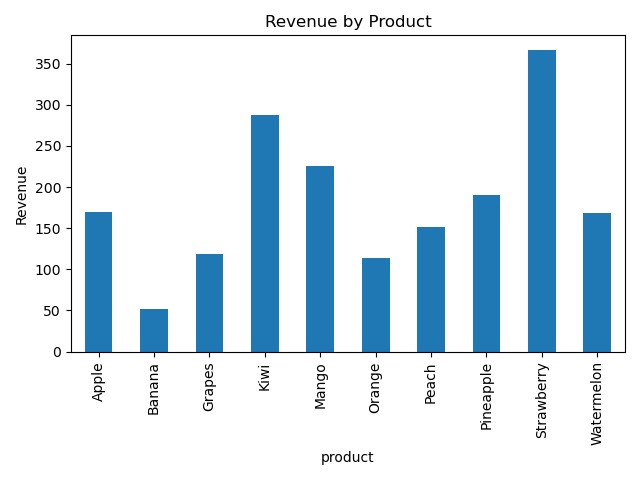 Revenue by Product
Revenue
350
300
250
200
150
100
50
0
Apple
Banana
Grapes
Kiwi
Mango
Orange
Peach
Pineapple
Strawberry
Watermelon
product